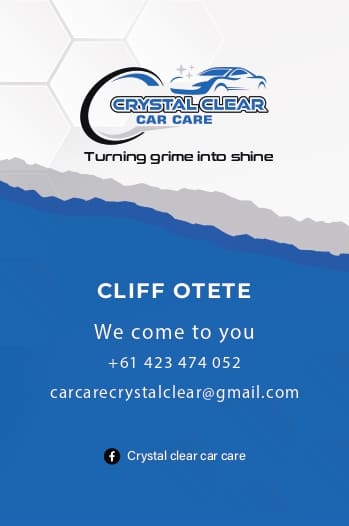 CRYSTAL CLEAR
CAR CARE
Turning grime into shine
CLIFF OTETE
We come to you
+61 423 474 052
carcarecrystalclear@gmail.com
Crystal clear car care